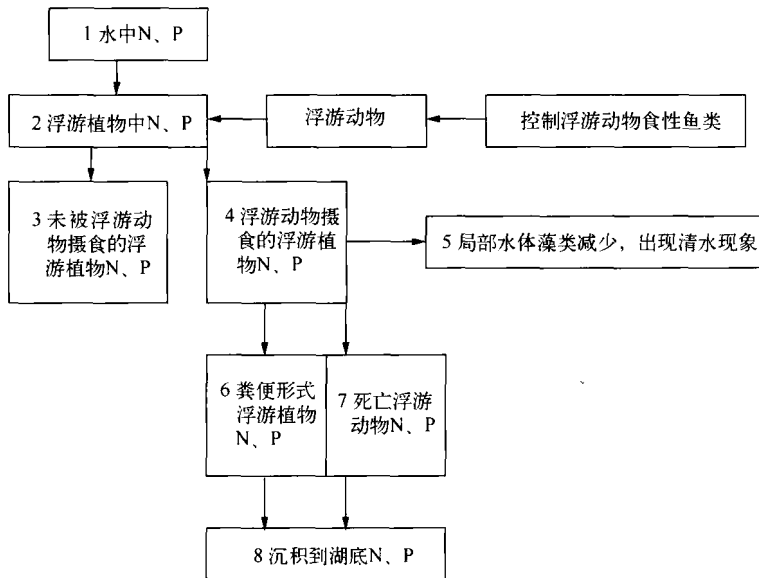 1 水中N、P
2 浮游植物中N、P
浮游动物
控制浮游动物食性鱼类
3 未被浮游动
物摄食的浮
游植物N、P
4 浮游动物摄
食的浮游植
物N、P
5 局部水体藻类减少，出现清水现象
6 粪便形式
浮游植物
N、P
7 死亡浮游
动物N、P
8 沉积到湖底N、P